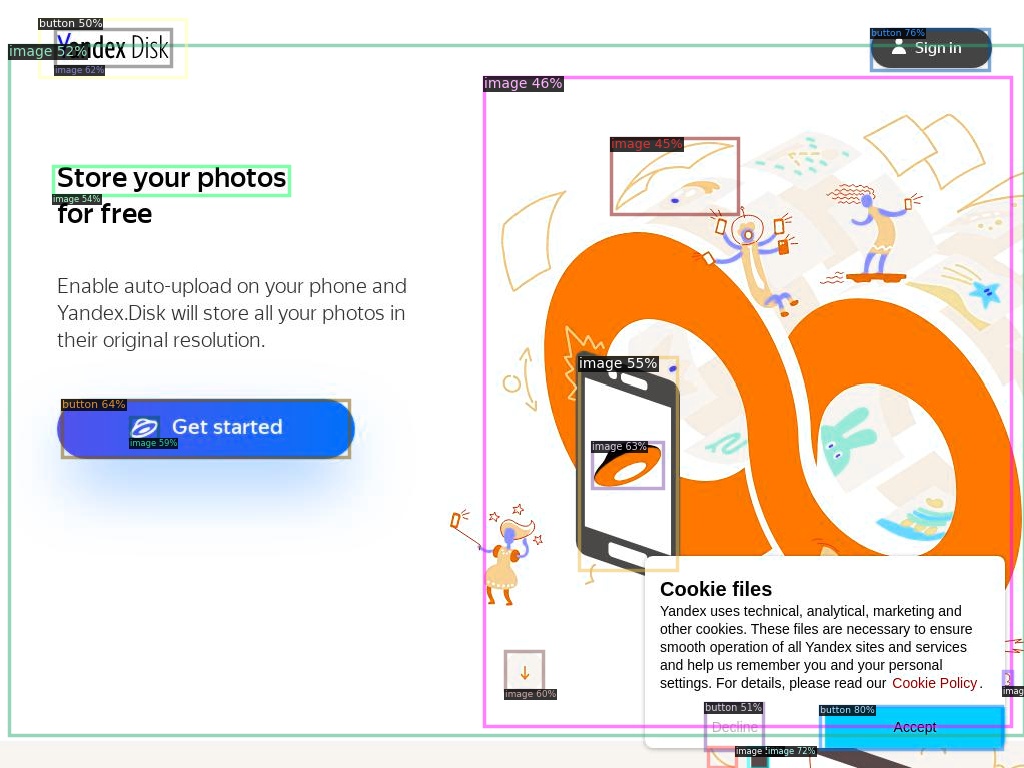 button 50%
image 52%
Yandex Disk
image 62%
button 76%
Sign in
image 46%
image 45%
Store your photos
image 54%
for free
Enable auto-upload on your phone and
Yandex.Disk will store all your photos in
their original resolution.
image 55%
button 64%
Get started
image 59%
image 63%
Cookie files
Yandex uses technical, analytical, marketing and
other cookies. These files are necessary to ensure
smooth operation of all Yandex sites and services
and help us remember you and your personal
settings. For details, please read our Cookie Policy.
image 60%
button 51%
Decline
button 80%
Accept
image 72%